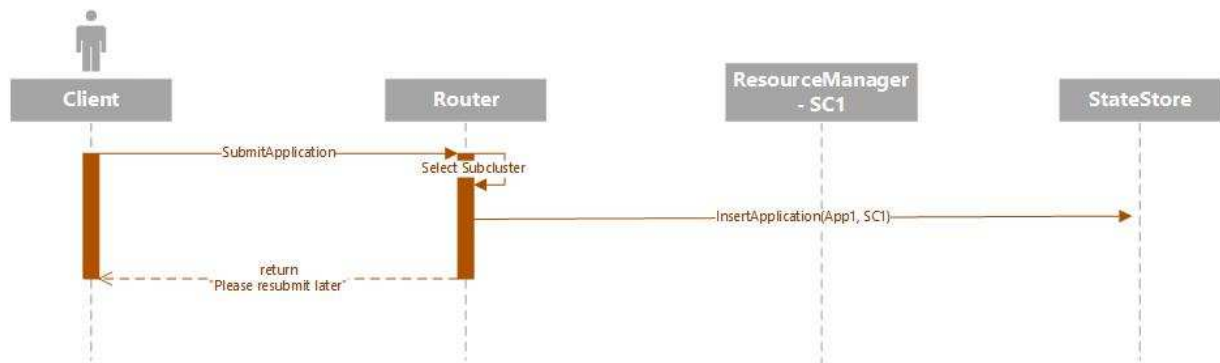 Client
Router
ResourceManager
- SC1
StateStore
SubmitApplication
Select Subcluster
InsertApplication(App1, SC1)
return
"Please resubmit later"